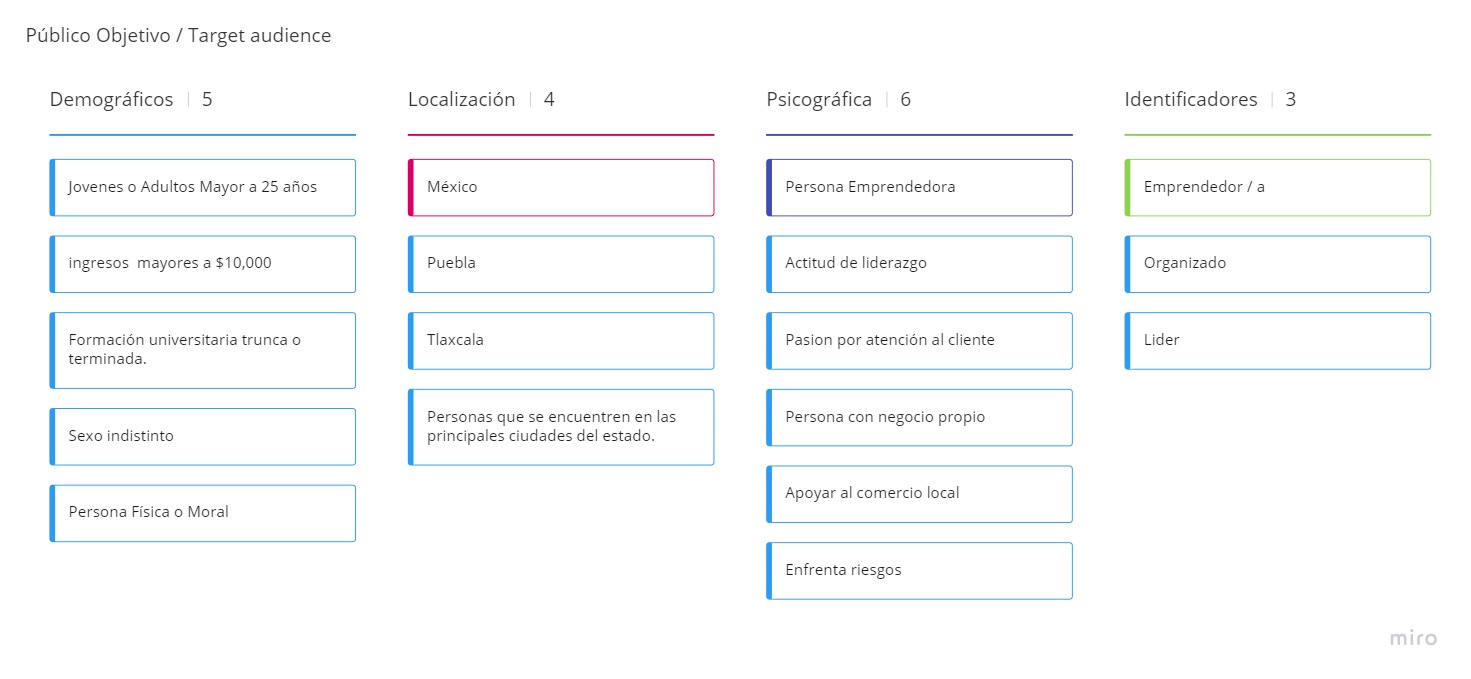 Público Objetivo / Target audience
Demográficos | 5
Jovenes o Adultos Mayor a 25 años
ingresos  mayores a $10,000
Formación universitaria trunca o
terminada.
Sexo indistinto
Persona Física o Moral
Localización | 4
México
Puebla
Tlaxcala
Personas que se encuentren en las
principales ciudades del estado.
Psicográfica | 6
Persona Emprendedora
Actitud de liderazgo
Pasion por atención al cliente
Persona con negocio propio
Apoyar al comercio local
Enfrenta riesgos
Identificadores | 3
Emprendedor / a
Organizado
Lider
miro